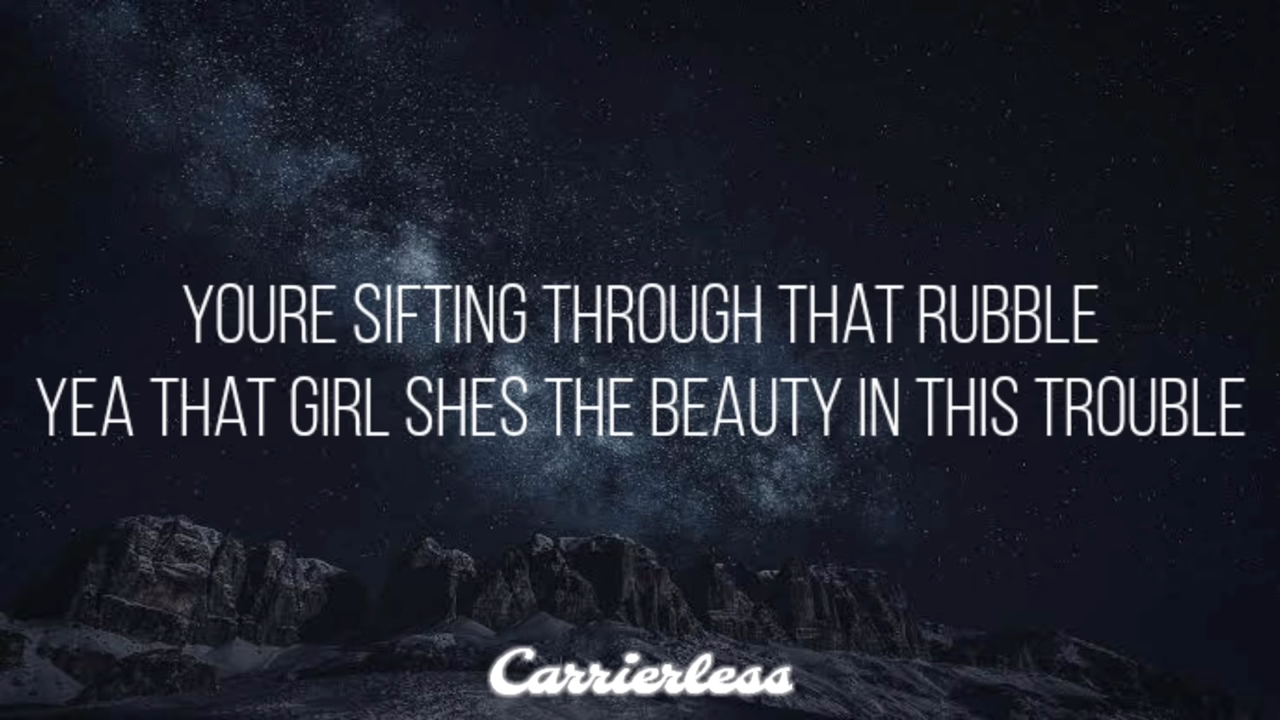 YOURE SIFTING THROUGH THAT RUBBLE
YEA THAT GIRL SHES THE BEAUTY IN THIS TROUBLE
Carrierless